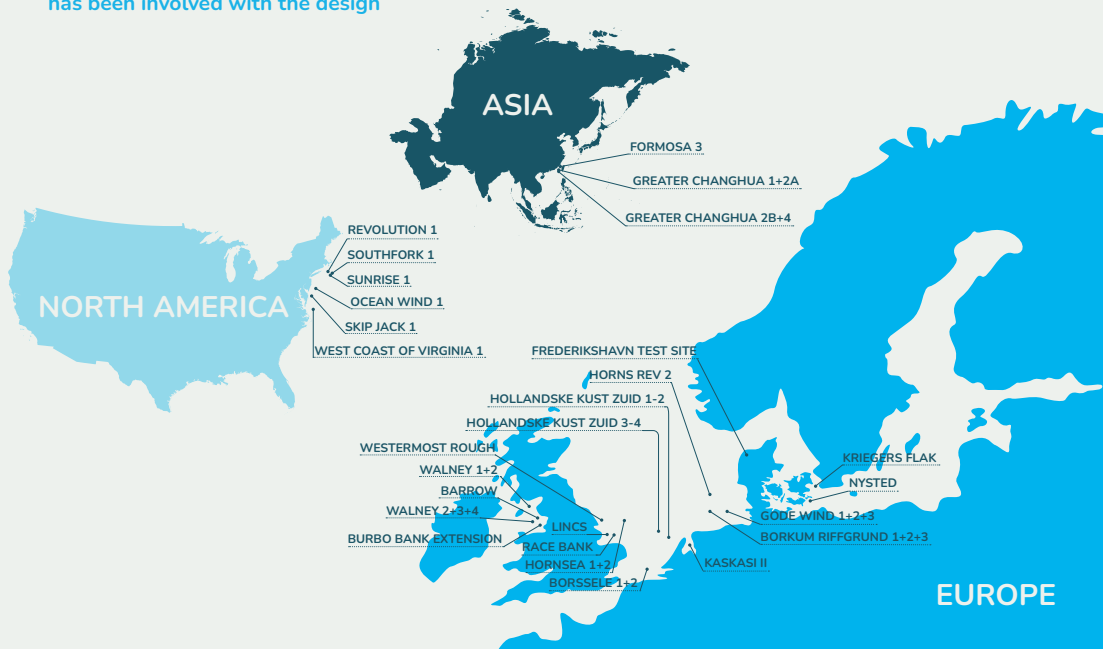 has been involved with the design
ASIA
FORMOSA 3
GREATER CHANGHUA 1+2A
GREATER CHANGHUA 2B+4
NORTH AMERICA
REVOLUTION 1
SOUTHFORK 1
SUNRISE 1
OCEAN WIND 1
SKIP JACK 1
WEST COAST OF VIRGINIA 1
FREDERIKSHAVN TEST SITE
HORNS REV 2
HOLLANDSKE KUST ZUID 1-2
HOLLANDSKE KUST ZUID 3-4
WESTERMOST ROUGH
WALNEY 1+2
BARROW
WALNEY 2+3+4
BURBO BANK EXTENSION
LINCS
RACE BANK
HORNSEA 1+2
BORSSELE 1+2
KRIEGERS FLAK
NYSTED
GODE WIND 1+2+3
BORKUM RIFFGRUND 1+2+3
KASKASI II
EUROPE